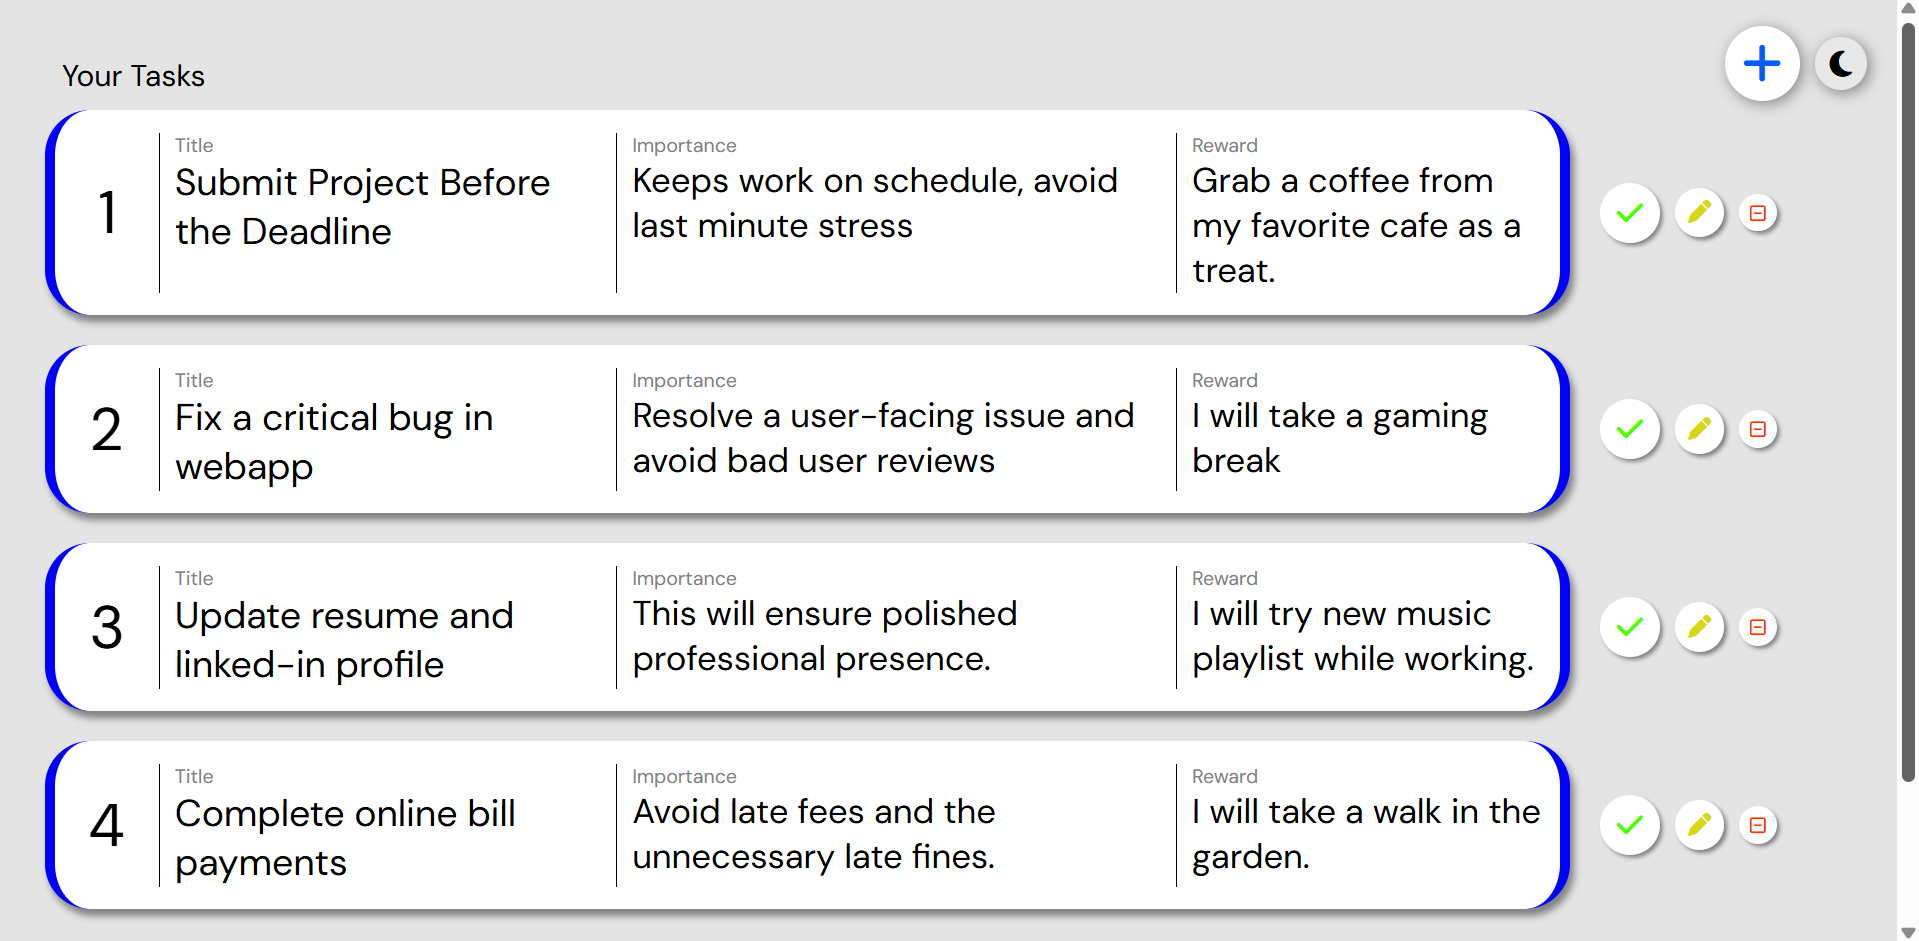 Your Tasks
1
Title
Submit Project Before
the Deadline
Importance
Keeps work on schedule, avoid
last minute stress
Reward
Grab a coffee from
my favorite cafe as a
treat.
2
Title
Fix a critical bug in
webapp
Importance
Resolve a user-facing issue and
avoid bad user reviews
Reward
I will take a gaming
break
3
Title
Update resume and
linked-in profile
Importance
This will ensure polished
professional presence.
Reward
I will try new music
playlist while working.
4
Title
Complete online bill
payments
Importance
Avoid late fees and the
unnecessary late fines.
Reward
I will take a walk in the
garden.